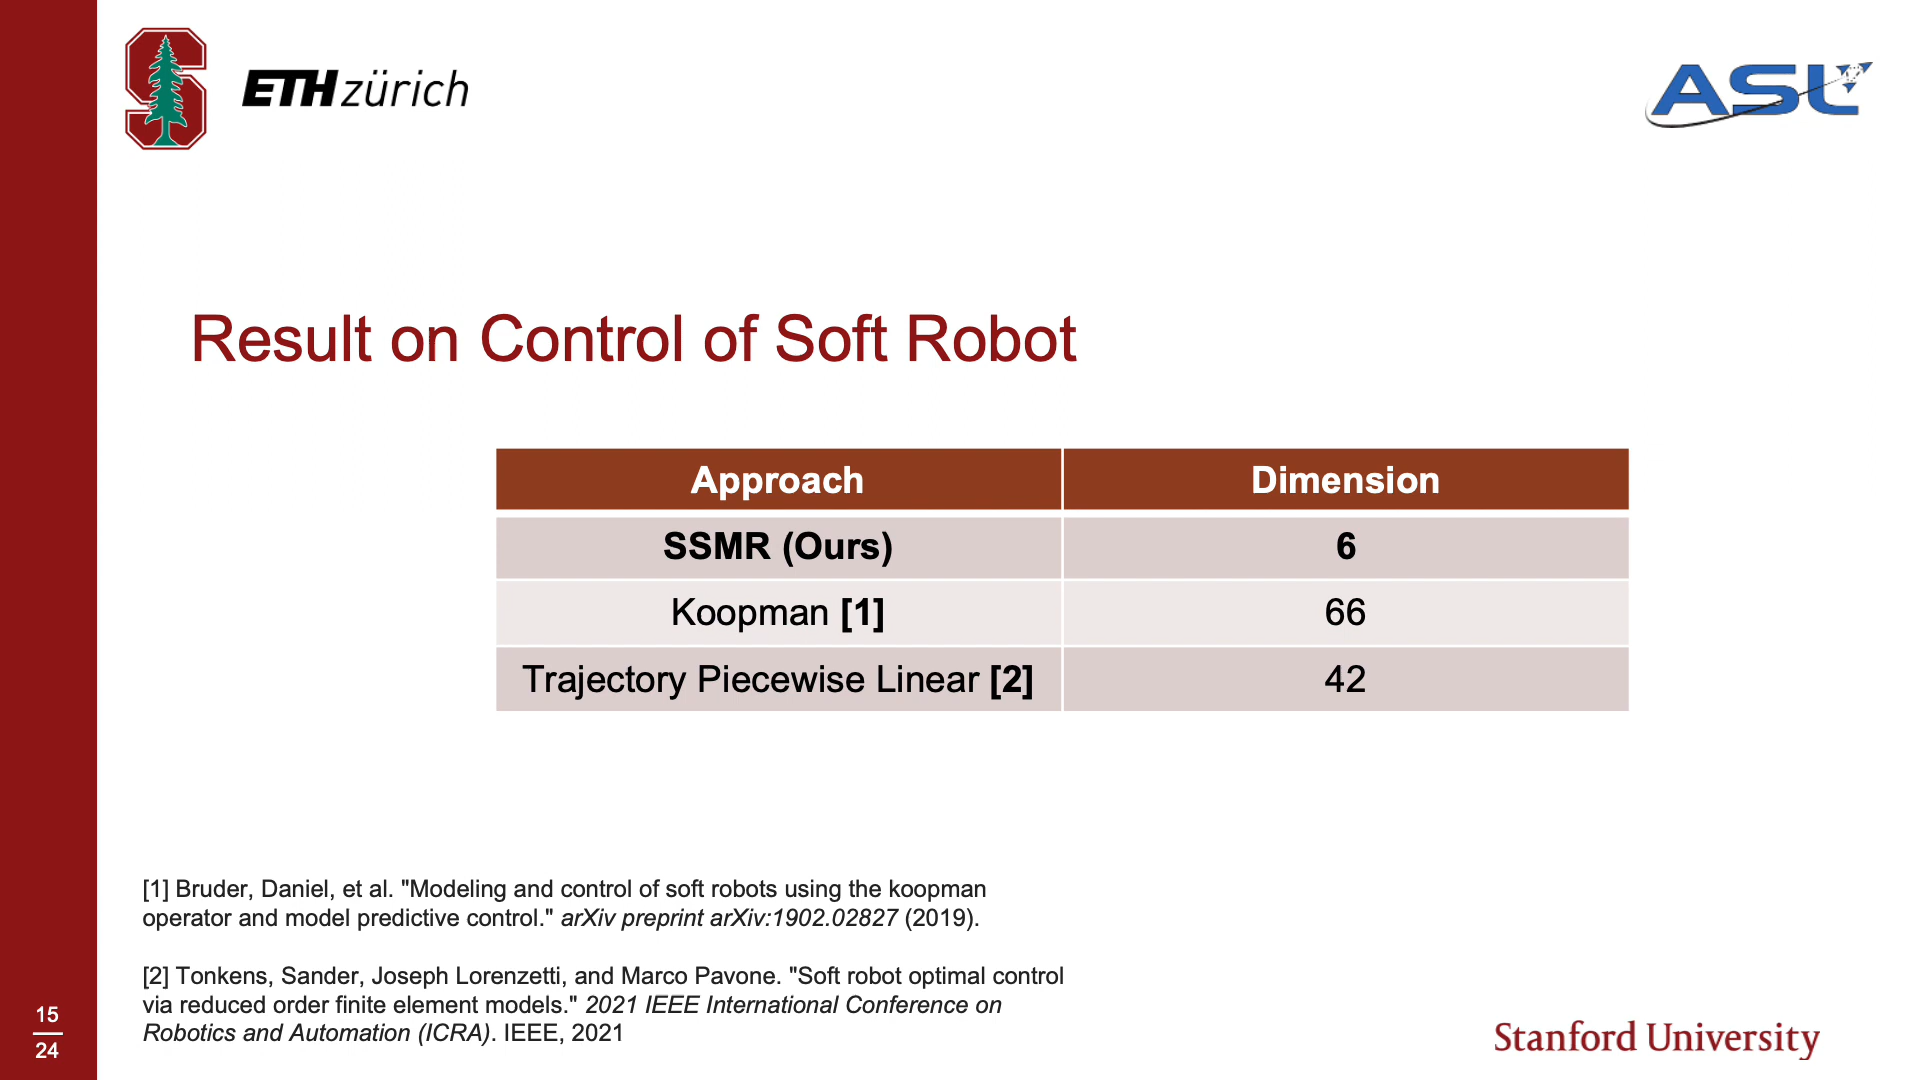 ETH zürich
ASL
Result on Control of Soft Robot
Approach Dimension
SSMR (Ours) 6
Koopman [1] 66
Trajectory Piecewise Linear [2] 42
[1] Bruder, Daniel, et al. "Modeling and control of soft robots using the koopman
operator and model predictive control." arXiv preprint arXiv:1902.02827 (2019).
[2] Tonkens, Sander, Joseph Lorenzetti, and Marco Pavone. "Soft robot optimal control
via reduced order finite element models." 2021 IEEE International Conference on
Robotics and Automation (ICRA). IEEE, 2021
15
24
Stanford University